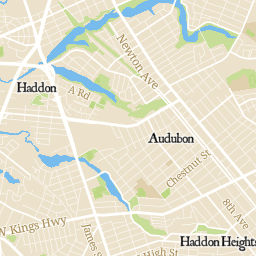 Newton Ave
Haddon
A Rd
Audubon
Chestnut St
8th Ave
W Kings Hwy
James St
High St
Haddon Heights